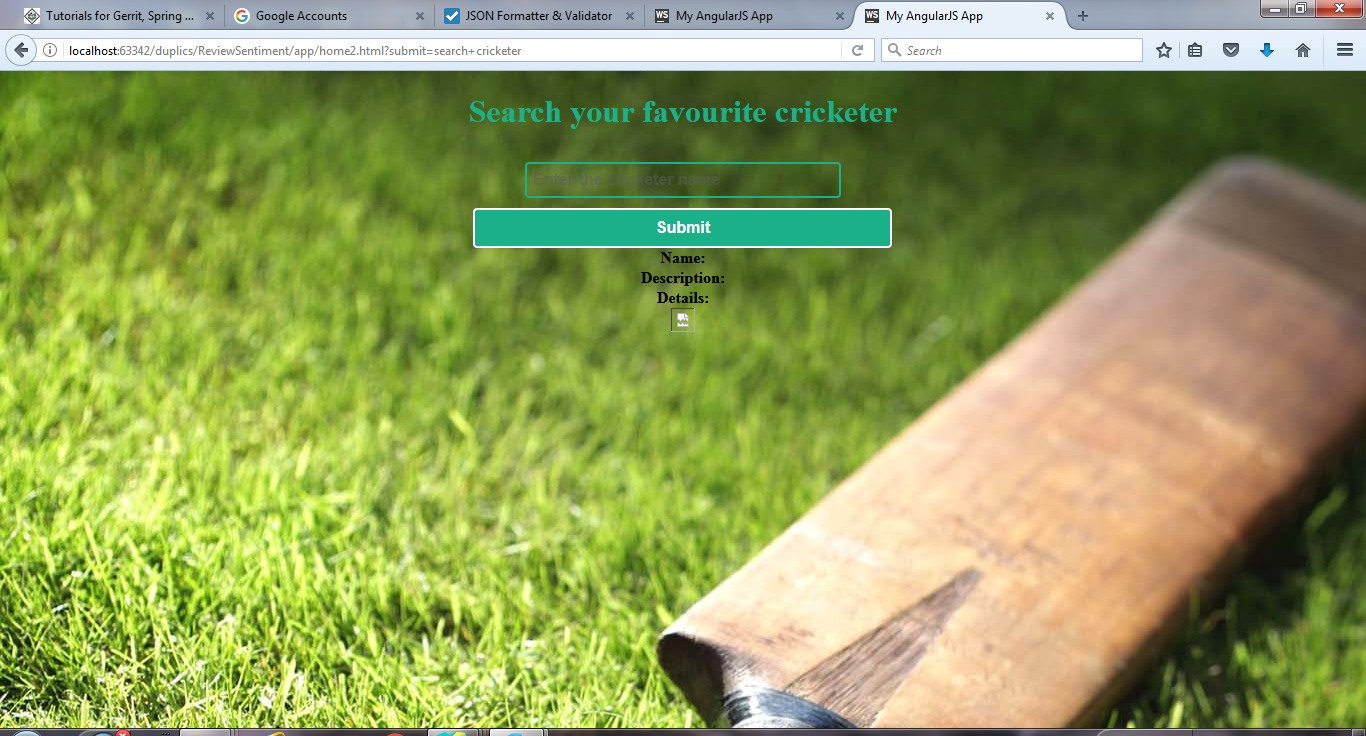 Tutorials for Gerrit, Spring ...
Google Accounts
JSON Formatter & Validator
WS My AngularJS App
WS My AngularJS App
localhost:63342/duplics/ReviewSentiment/app/home2.html?submit=search+cricketer
Search
Search your favourite cricketer
Enter the cricketer name
Submit
Name:
Description:
Details: